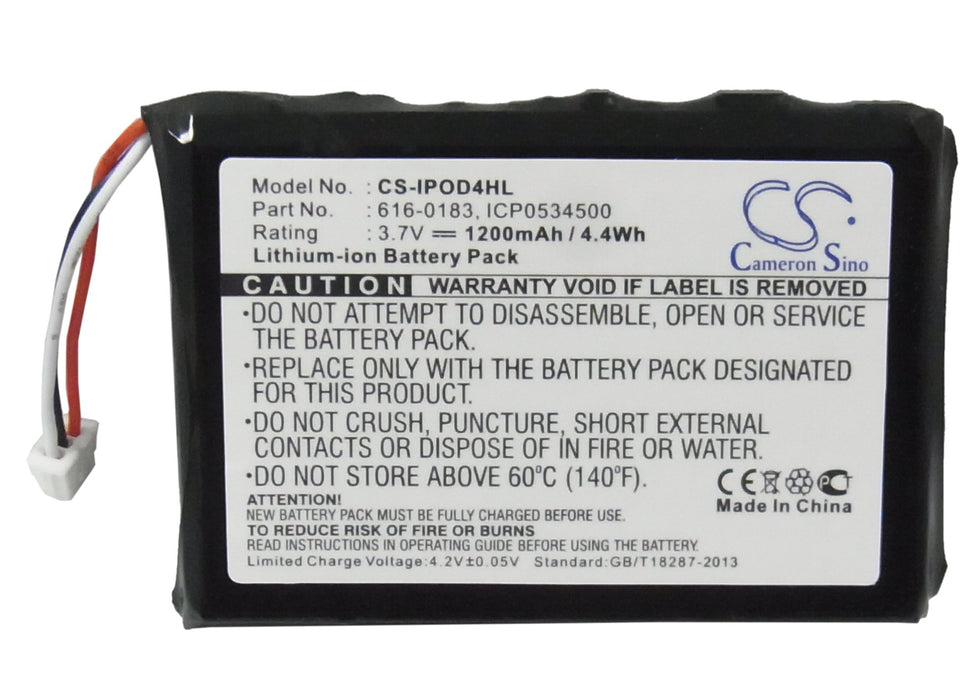 Model No. : CS-IPOD4HL
Part No. : 616-0183, ICP0534500
Rating : 3.7V ⎓ 1200mAh / 4.4Wh
Lithium-ion Battery Pack
CS
Cameron Sino
CAUTION WARRANTY VOID IF LABEL IS REMOVED
•DO NOT ATTEMPT TO DISASSEMBLE, OPEN OR SERVICE
THE BATTERY PACK.
•REPLACE ONLY WITH THE BATTERY PACK DESIGNATED
FOR THIS PRODUCT.
•DO NOT CRUSH, PUNCTURE, SHORT EXTERNAL
CONTACTS OR DISPOSE OF IN FIRE OR WATER.
•DO NOT STORE ABOVE 60°C (140°F).
CE PCT
Made In China
ATTENTION!
NEW BATTERY PACK MUST BE FULLY CHARGED BEFORE USE.
TO REDUCE RISK OF FIRE OR BURNS
READ INSTRUCTIONS IN OPERATING GUIDE BEFORE USING THE BATTERY.
Limited Charge Voltage:4.2V±0.05V Standard:GB/T18287-2013